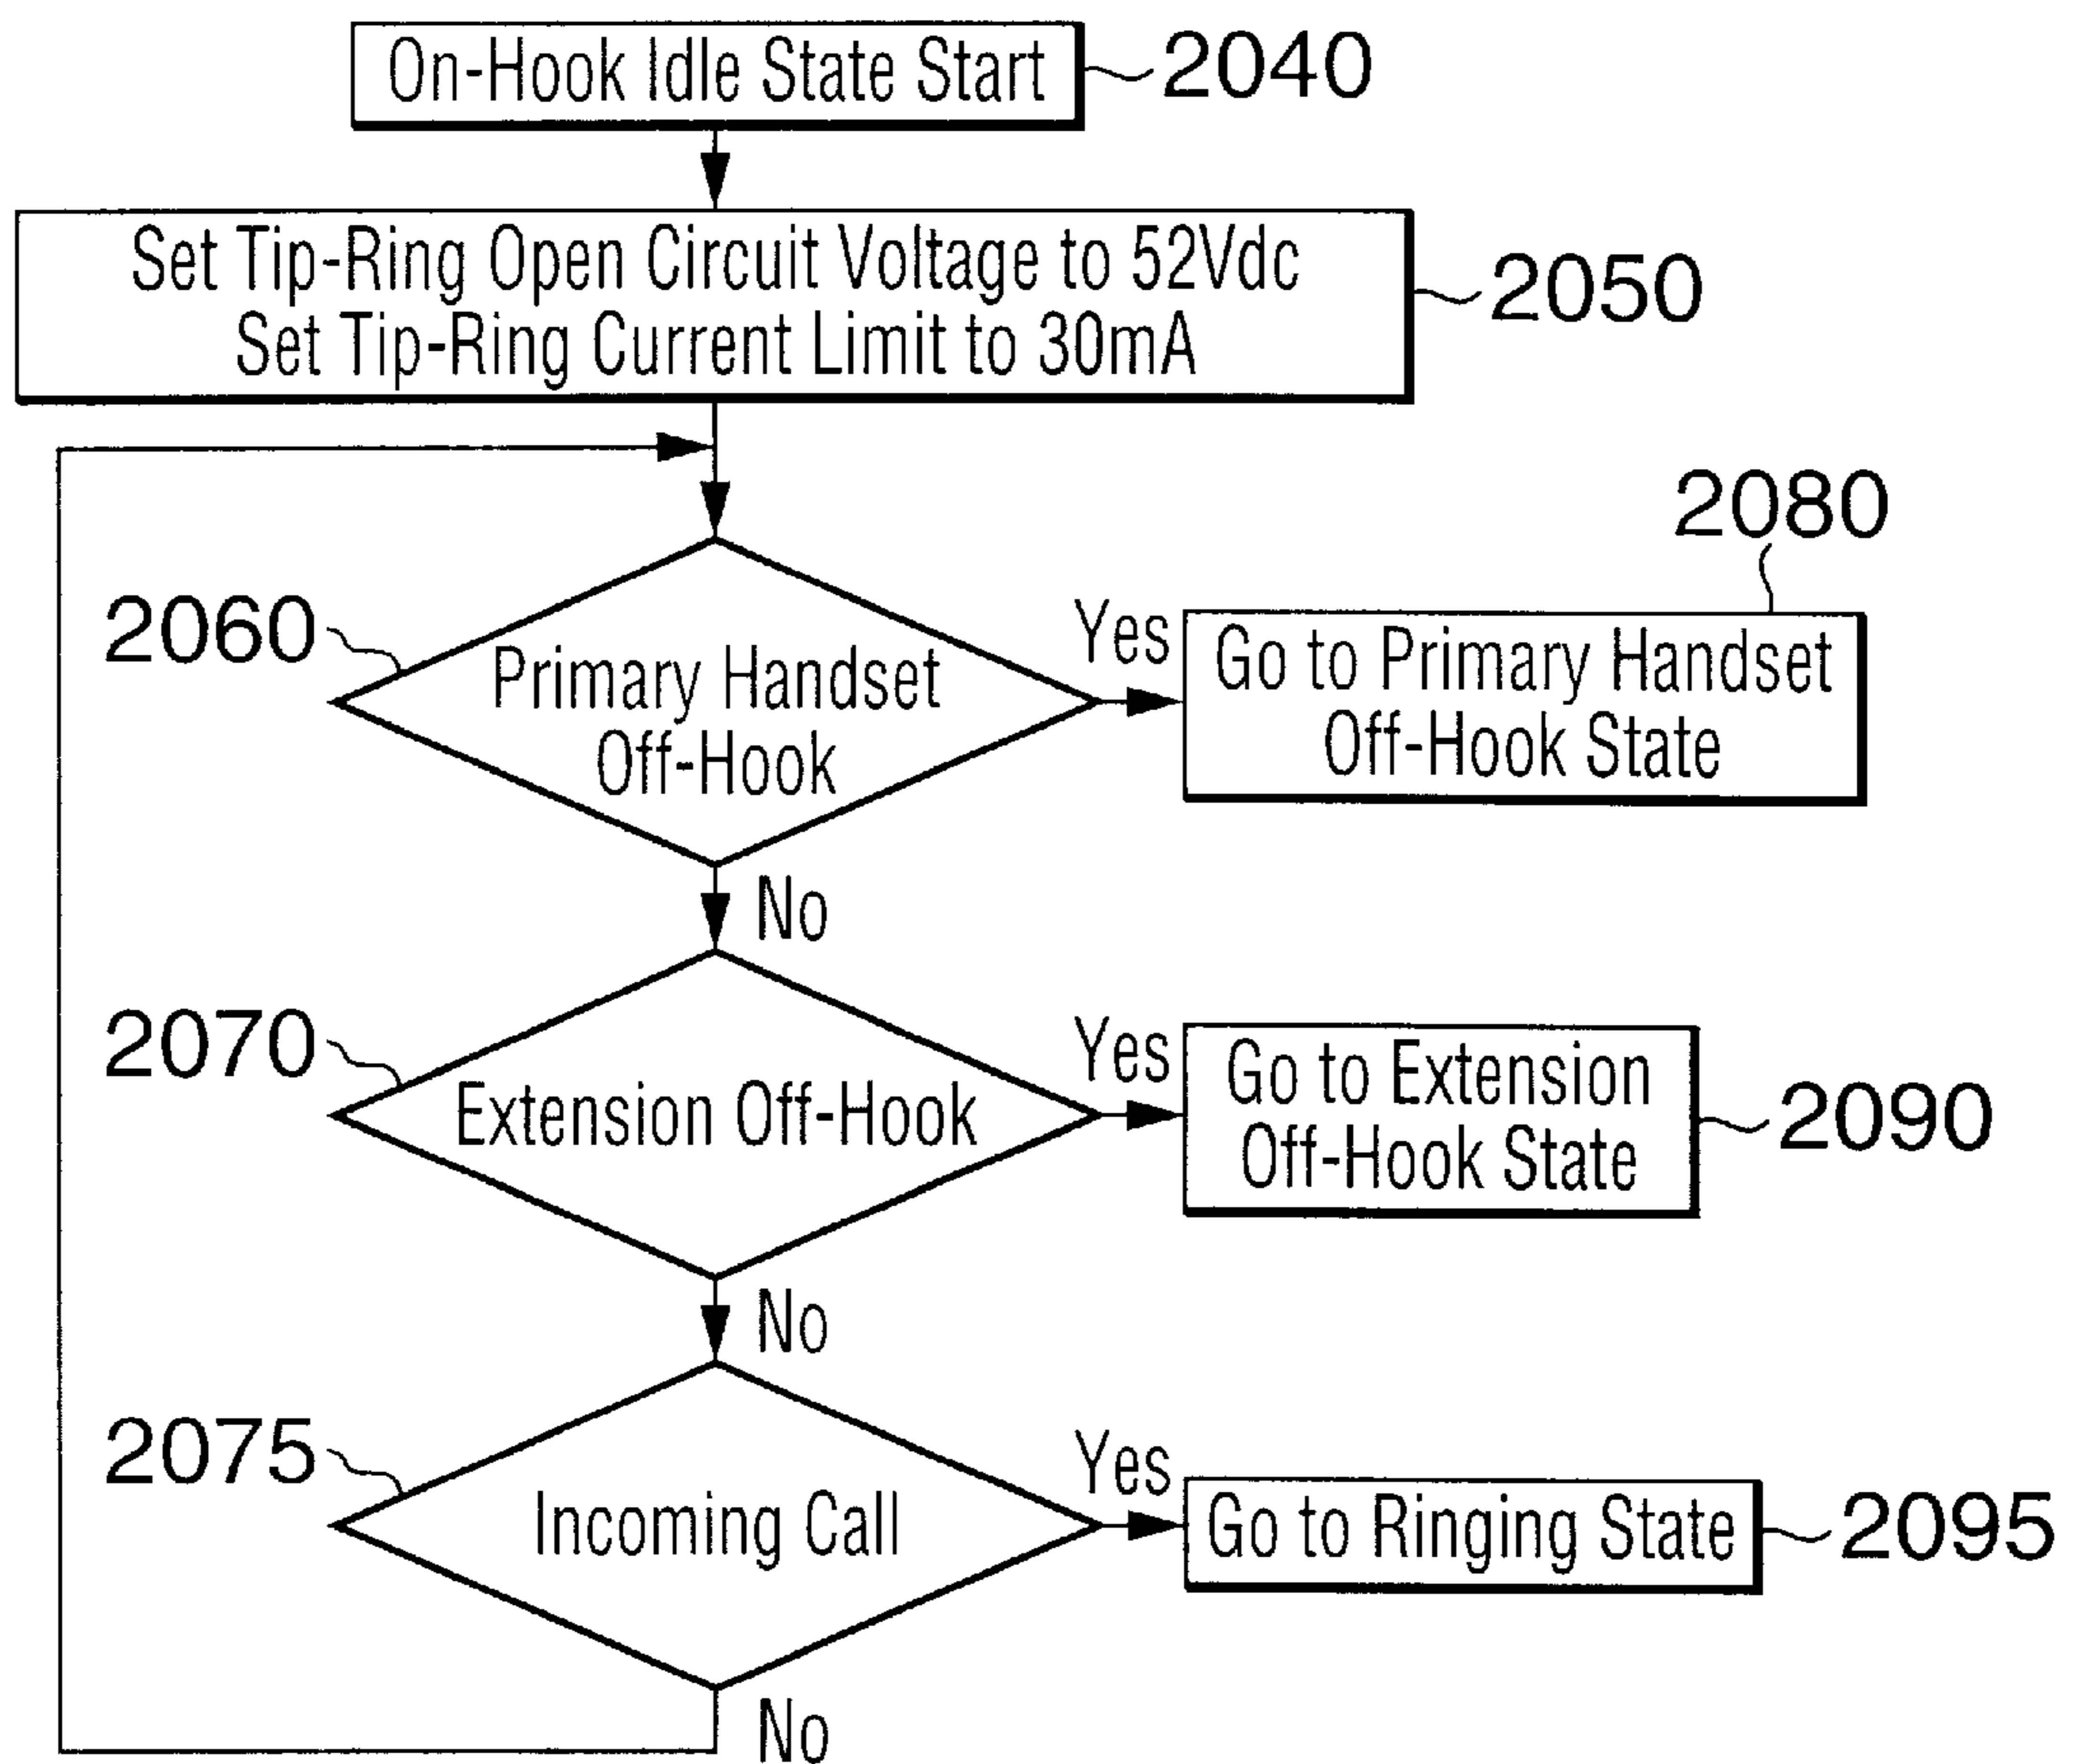 On-Hook Idle State Start
2040
Set Tip-Ring Open Circuit Voltage to 52Vdc
Set Tip-Ring Current Limit to 30mA
2050
2060
Primary Handset
Off-Hook
Yes
2080
Go to Primary Handset
Off-Hook State
No
2070
Extension Off-Hook
Yes
Go to Extension
Off-Hook State
2090
No
2075
Incoming Call
Yes
Go to Ringing State
2095
No